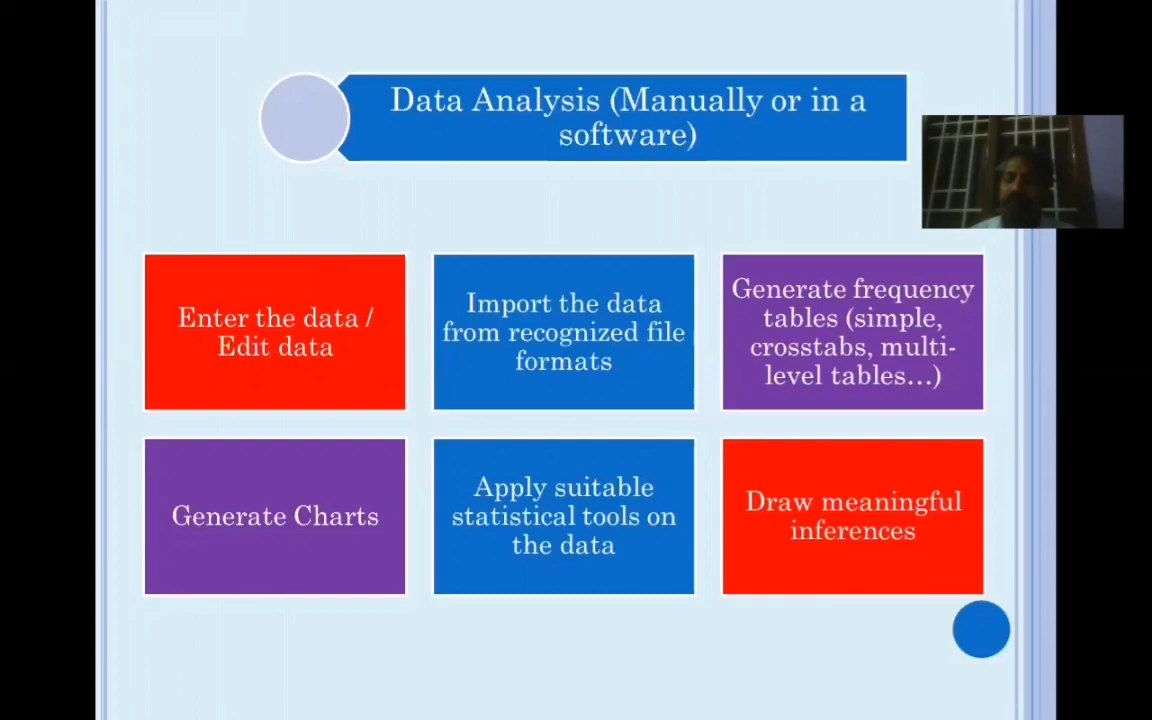 Data Analysis (Manually or in a
software)
Enter the data /
Edit data
Import the data
from recognized file
formats
Generate frequency
tables (simple,
crosstabs, multi-
level tables…)
Generate Charts
Apply suitable
statistical tools on
the data
Draw meaningful
inferences